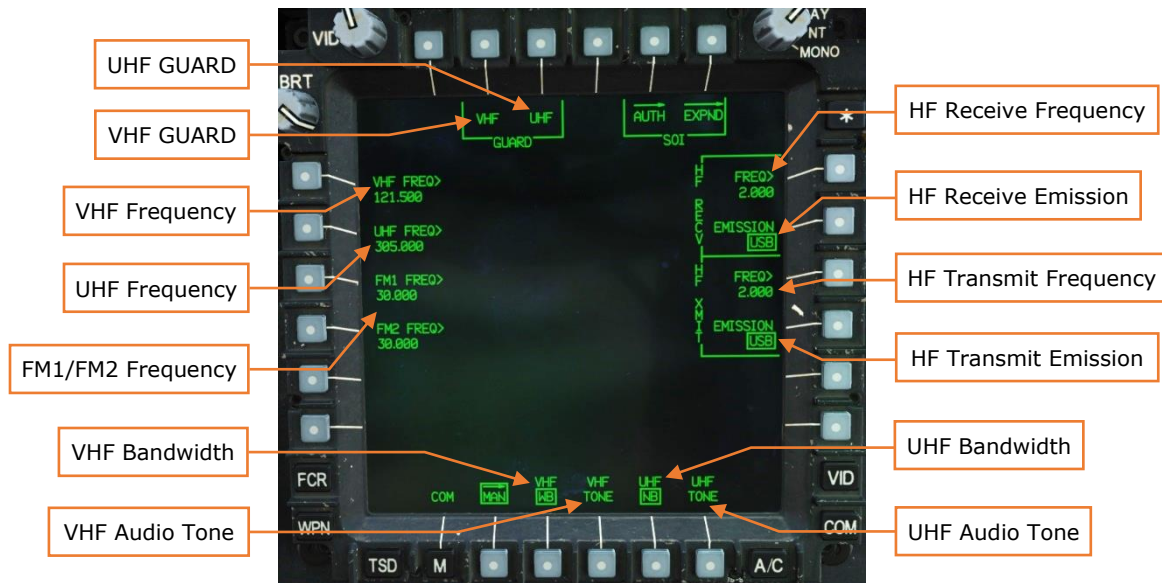 UHF GUARD
VHF GUARD
VHF Frequency
UHF Frequency
FM1/FM2 Frequency
VHF Bandwidth
VHF Audio Tone
VID
BRT
AY
NT
MONO
VHF UHF
GUARD
AUTH EXPND
SOI
*
VHF FREQ>
121.500
UHF FREQ>
305.000
FM1 FREQ>
30.000
FM2 FREQ>
30.000
HF RECV
FREQ>
2.000
EMISSION
USB
HF XMIT
FREQ>
2.000
EMISSION
USB
FCR
WPN
VID
COM
COM
MAN
VHF
WB
VHF
TONE
UHF
NB
UHF
TONE
TSD
M
A/C
HF Receive Frequency
HF Receive Emission
HF Transmit Frequency
HF Transmit Emission
UHF Bandwidth
UHF Audio Tone